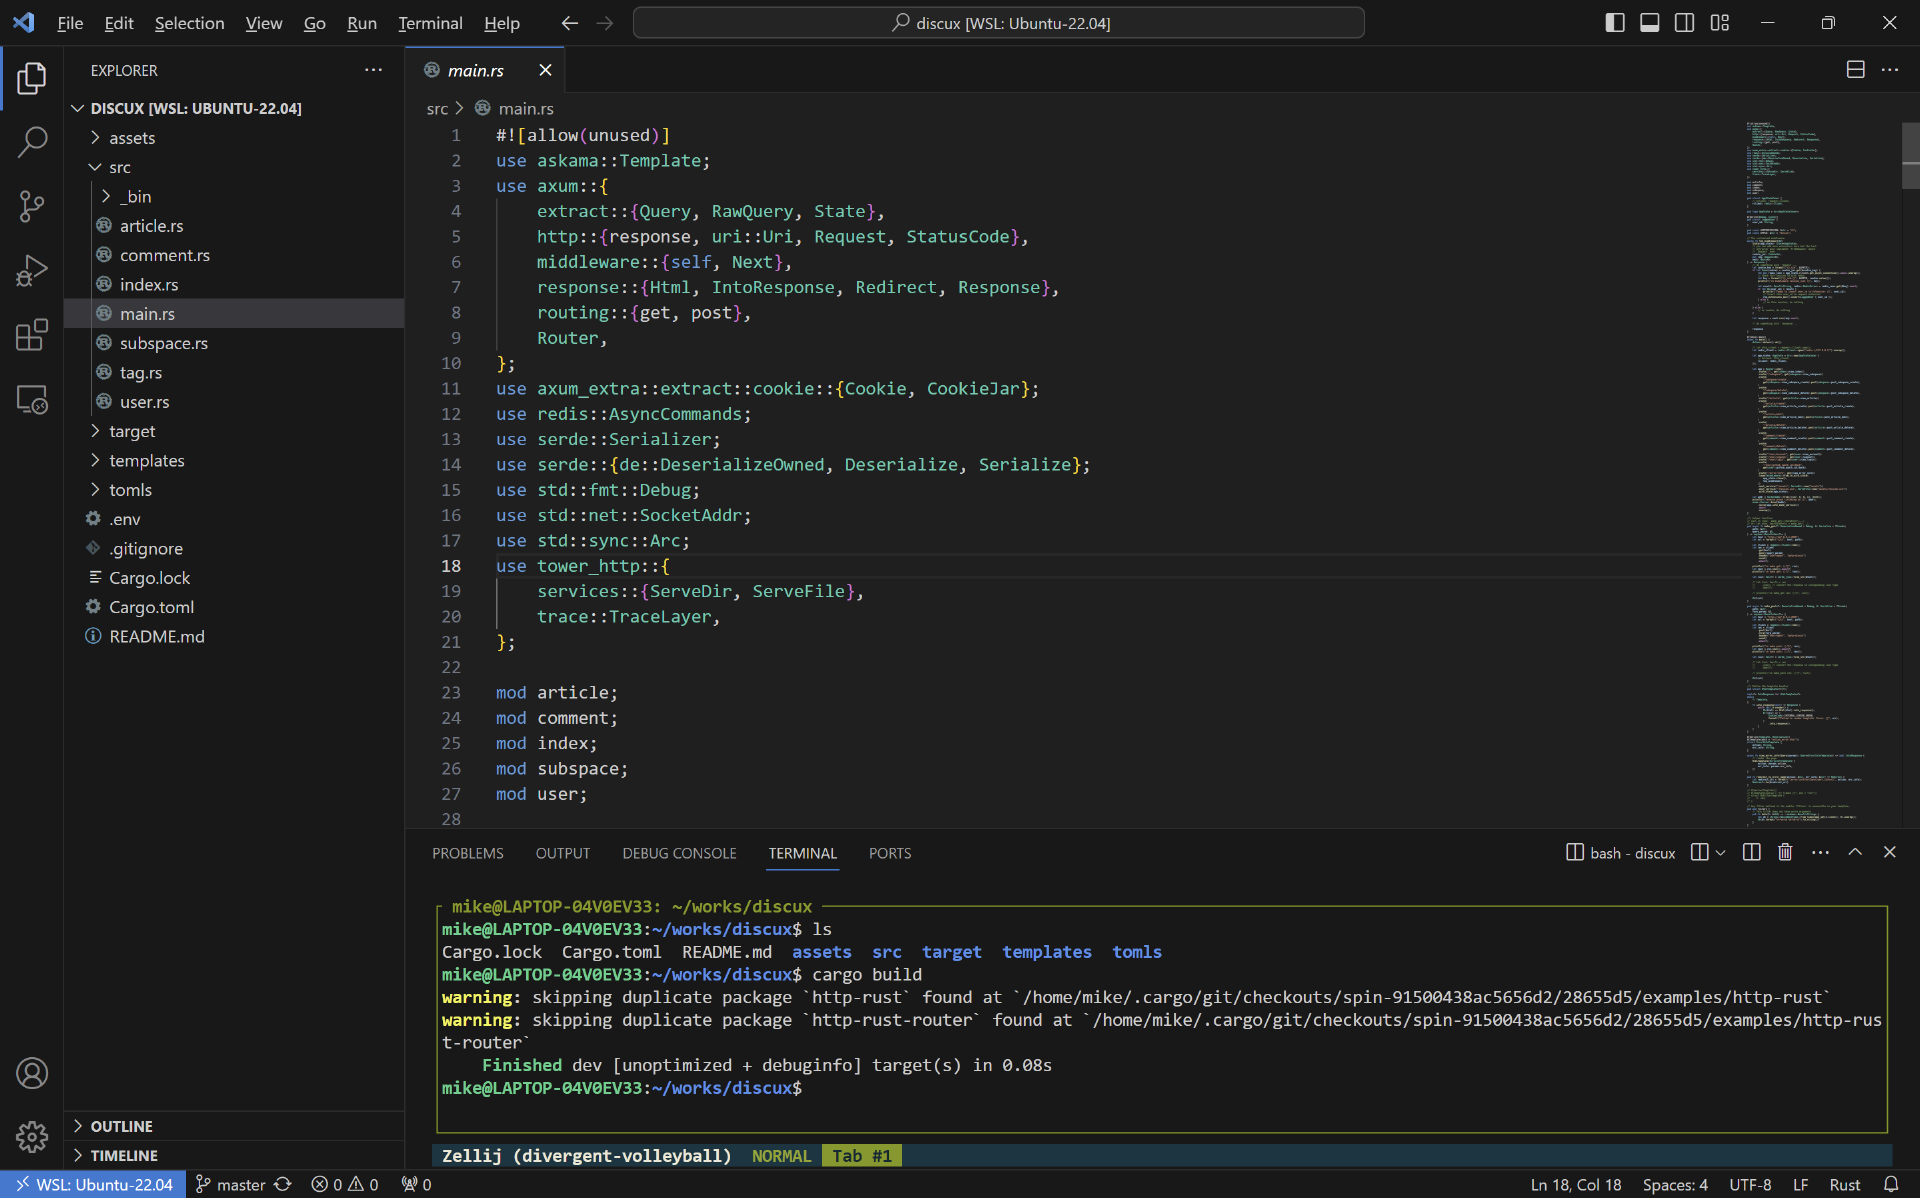 File Edit Selection View Go Run Terminal Help
discux [WSL: Ubuntu-22.04]
EXPLORER
DISCUX [WSL: UBUNTU-22.04]
assets
src
_bin
article.rs
comment.rs
index.rs
main.rs
subspace.rs
tag.rs
user.rs
target
templates
tomls
.env
.gitignore
Cargo.lock
Cargo.toml
README.md
OUTLINE
TIMELINE
main.rs
src > main.rs
1 #![allow(unused)]
2 use askama::Template;
3 use axum::{
4 extract::{Query, RawQuery, State},
5 http::{response, uri::Uri, Request, StatusCode},
6 middleware::{self, Next},
7 response::{Html, IntoResponse, Redirect, Response},
8 routing::{get, post},
9 Router,
10 };
11 use axum_extra::extract::cookie::{Cookie, CookieJar};
12 use redis::AsyncCommands;
13 use serde::Serializer;
14 use serde::{de::DeserializeOwned, Deserialize, Serialize};
15 use std::fmt::Debug;
16 use std::net::SocketAddr;
17 use std::sync::Arc;
18 use tower_http::{
19 services::{ServeDir, ServeFile},
20 trace::TraceLayer,
21 };
22
23 mod article;
24 mod comment;
25 mod index;
26 mod subspace;
27 mod user;
28
PROBLEMS OUTPUT DEBUG CONSOLE TERMINAL PORTS
bash - discux
mike@LAPTOP-04V0EV33: ~/works/discux
mike@LAPTOP-04V0EV33:~/works/discux$ ls
Cargo.lock Cargo.toml README.md assets src target templates tomls
mike@LAPTOP-04V0EV33:~/works/discux$ cargo build
warning: skipping duplicate package `http-rust` found at `/home/mike/.cargo/git/checkouts/spin-91500438ac5656d2/28655d5/examples/http-rust`
warning: skipping duplicate package `http-rust-router` found at `/home/mike/.cargo/git/checkouts/spin-91500438ac5656d2/28655d5/examples/http-rus
t-router`
Finished dev [unoptimized + debuginfo] target(s) in 0.08s
mike@LAPTOP-04V0EV33:~/works/discux$
Zellij (divergent-volleyball) NORMAL Tab #1
WSL: Ubuntu-22.04 master 0 0 0 Ln 18, Col 18 Spaces: 4 UTF-8 LF Rust